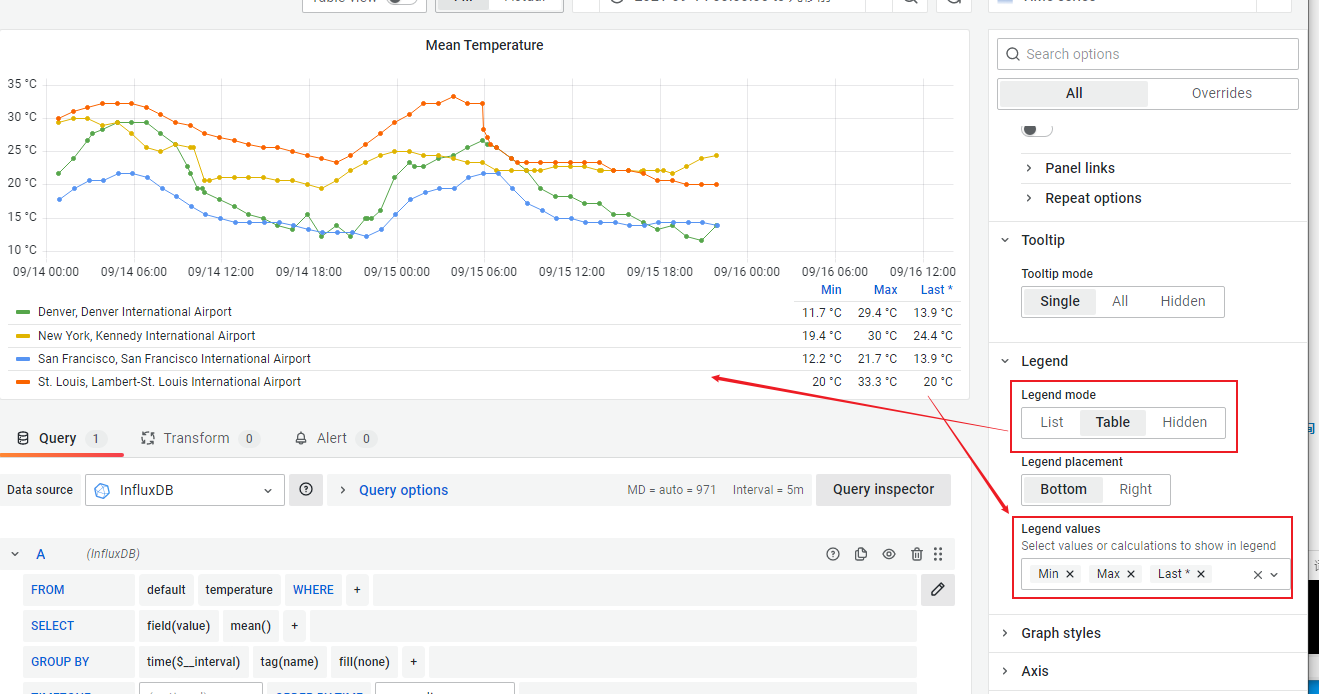 Mean Temperature
35 °C
30 °C
25 °C
20 °C
15 °C
10 °C
09/14 00:00 09/14 06:00 09/14 12:00 09/14 18:00 09/15 00:00 09/15 06:00 09/15 12:00 09/15 18:00 09/16 00:00 09/16 06:00 09/16 12:00
Min Max Last *
Denver, Denver International Airport 11.7 °C 29.4 °C 13.9 °C
New York, Kennedy International Airport 19.4 °C 30 °C 24.4 °C
San Francisco, San Francisco International Airport 12.2 °C 21.7 °C 13.9 °C
St. Louis, Lambert-St. Louis International Airport 20 °C 33.3 °C 20 °C
Query 1 Transform 0 Alert 0
Data source InfluxDB Query options MD = auto = 971 Interval = 5m Query inspector
A (InfluxDB)
FROM default temperature WHERE +
SELECT field(value) mean() +
GROUP BY time($__interval) tag(name) fill(none) +
Search options
All Overrides
Panel links
Repeat options
Tooltip
Tooltip mode
Single All Hidden
Legend
Legend mode
List Table Hidden
Legend placement
Bottom Right
Legend values
Select values or calculations to show in legend
Min Max Last *
Graph styles
Axis